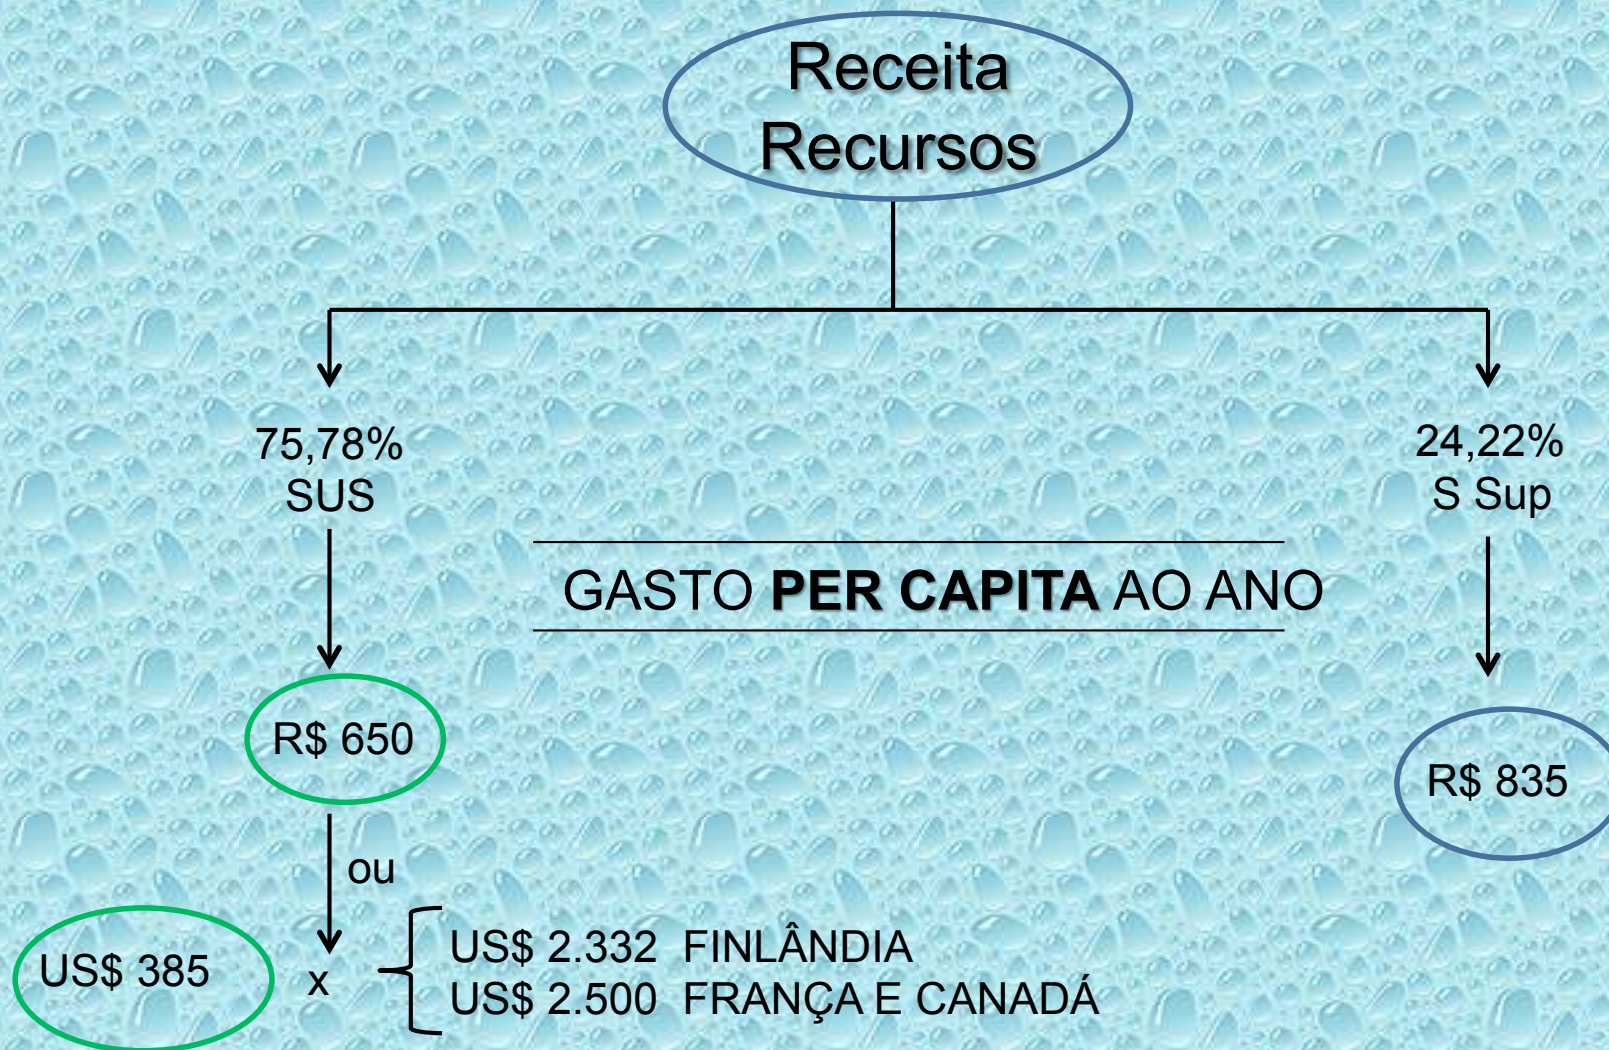 Receita
Recursos
75,78%
SUS
24,22%
S Sup
GASTO PER CAPITA AO ANO
R$ 650
R$ 835
ou
US$ 385
x
US$ 2.332 FINLÂNDIA
US$ 2.500 FRANÇA E CANADÁ